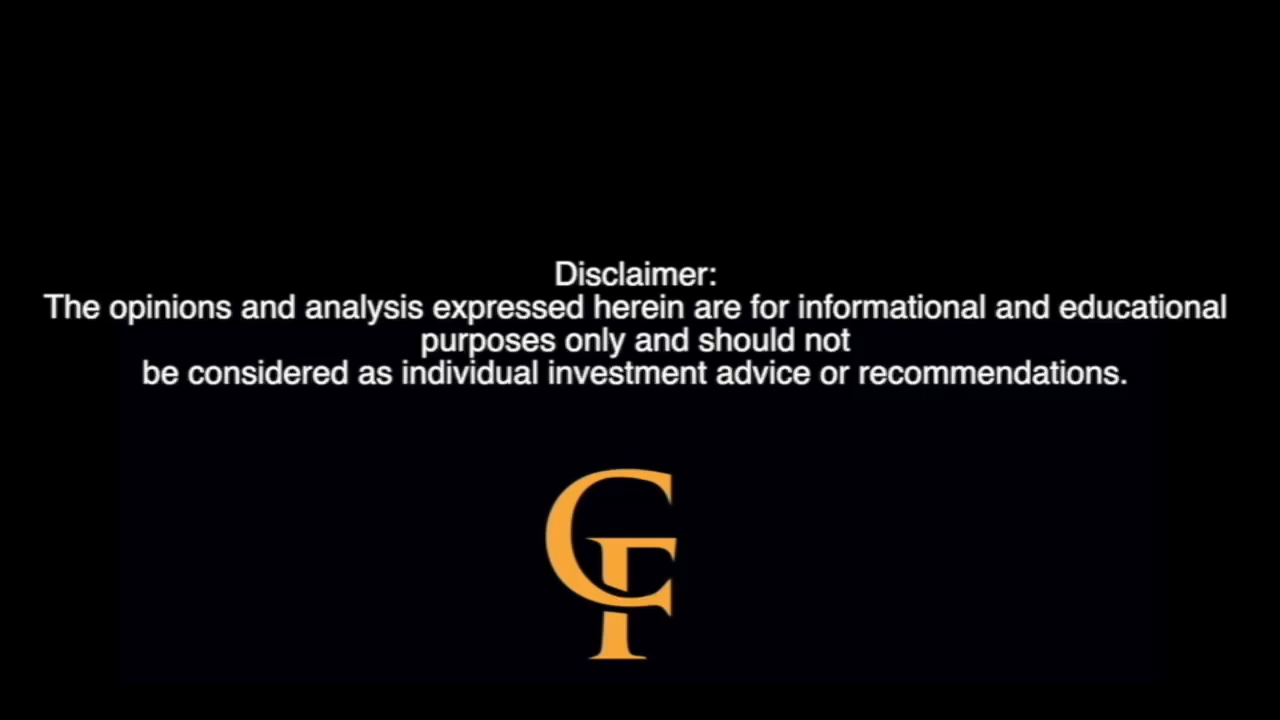 Disclaimer:
The opinions and analysis expressed herein are for informational and educational
purposes only and should not
be considered as individual investment advice or recommendations.
CF